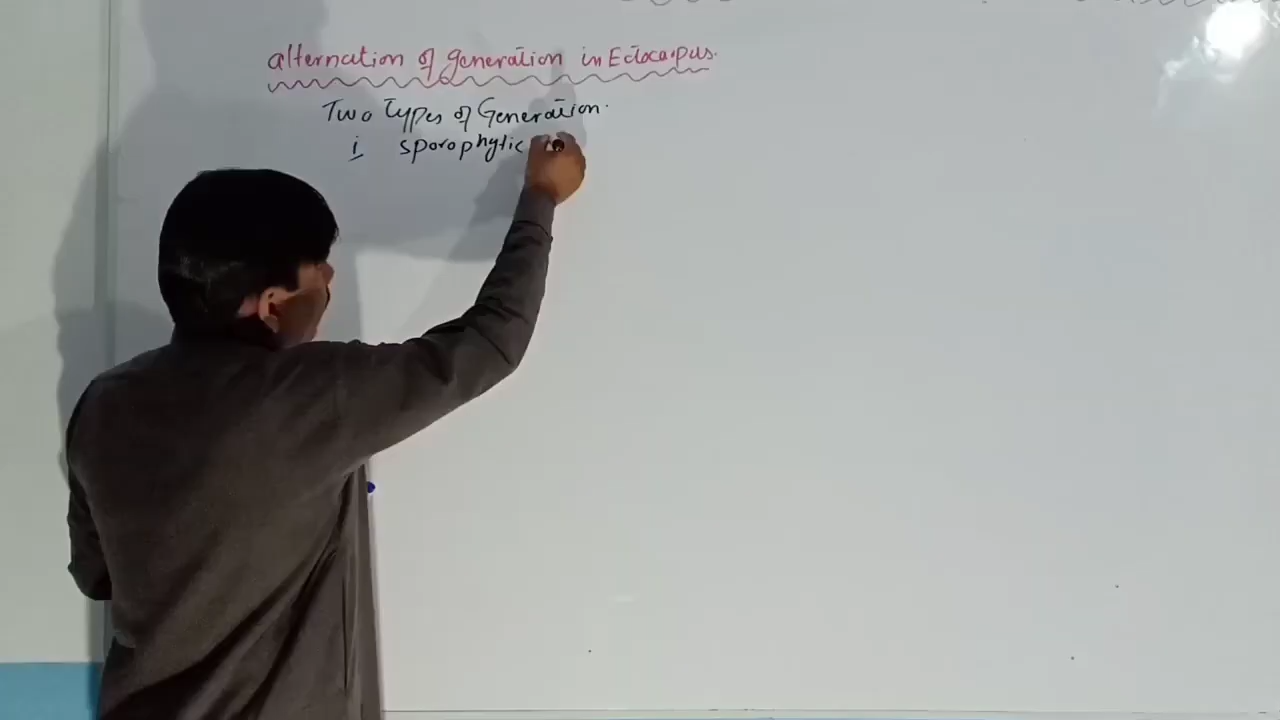 alternation of generation in Ectocarpus.
Two Types of Generation.
i sporophytic